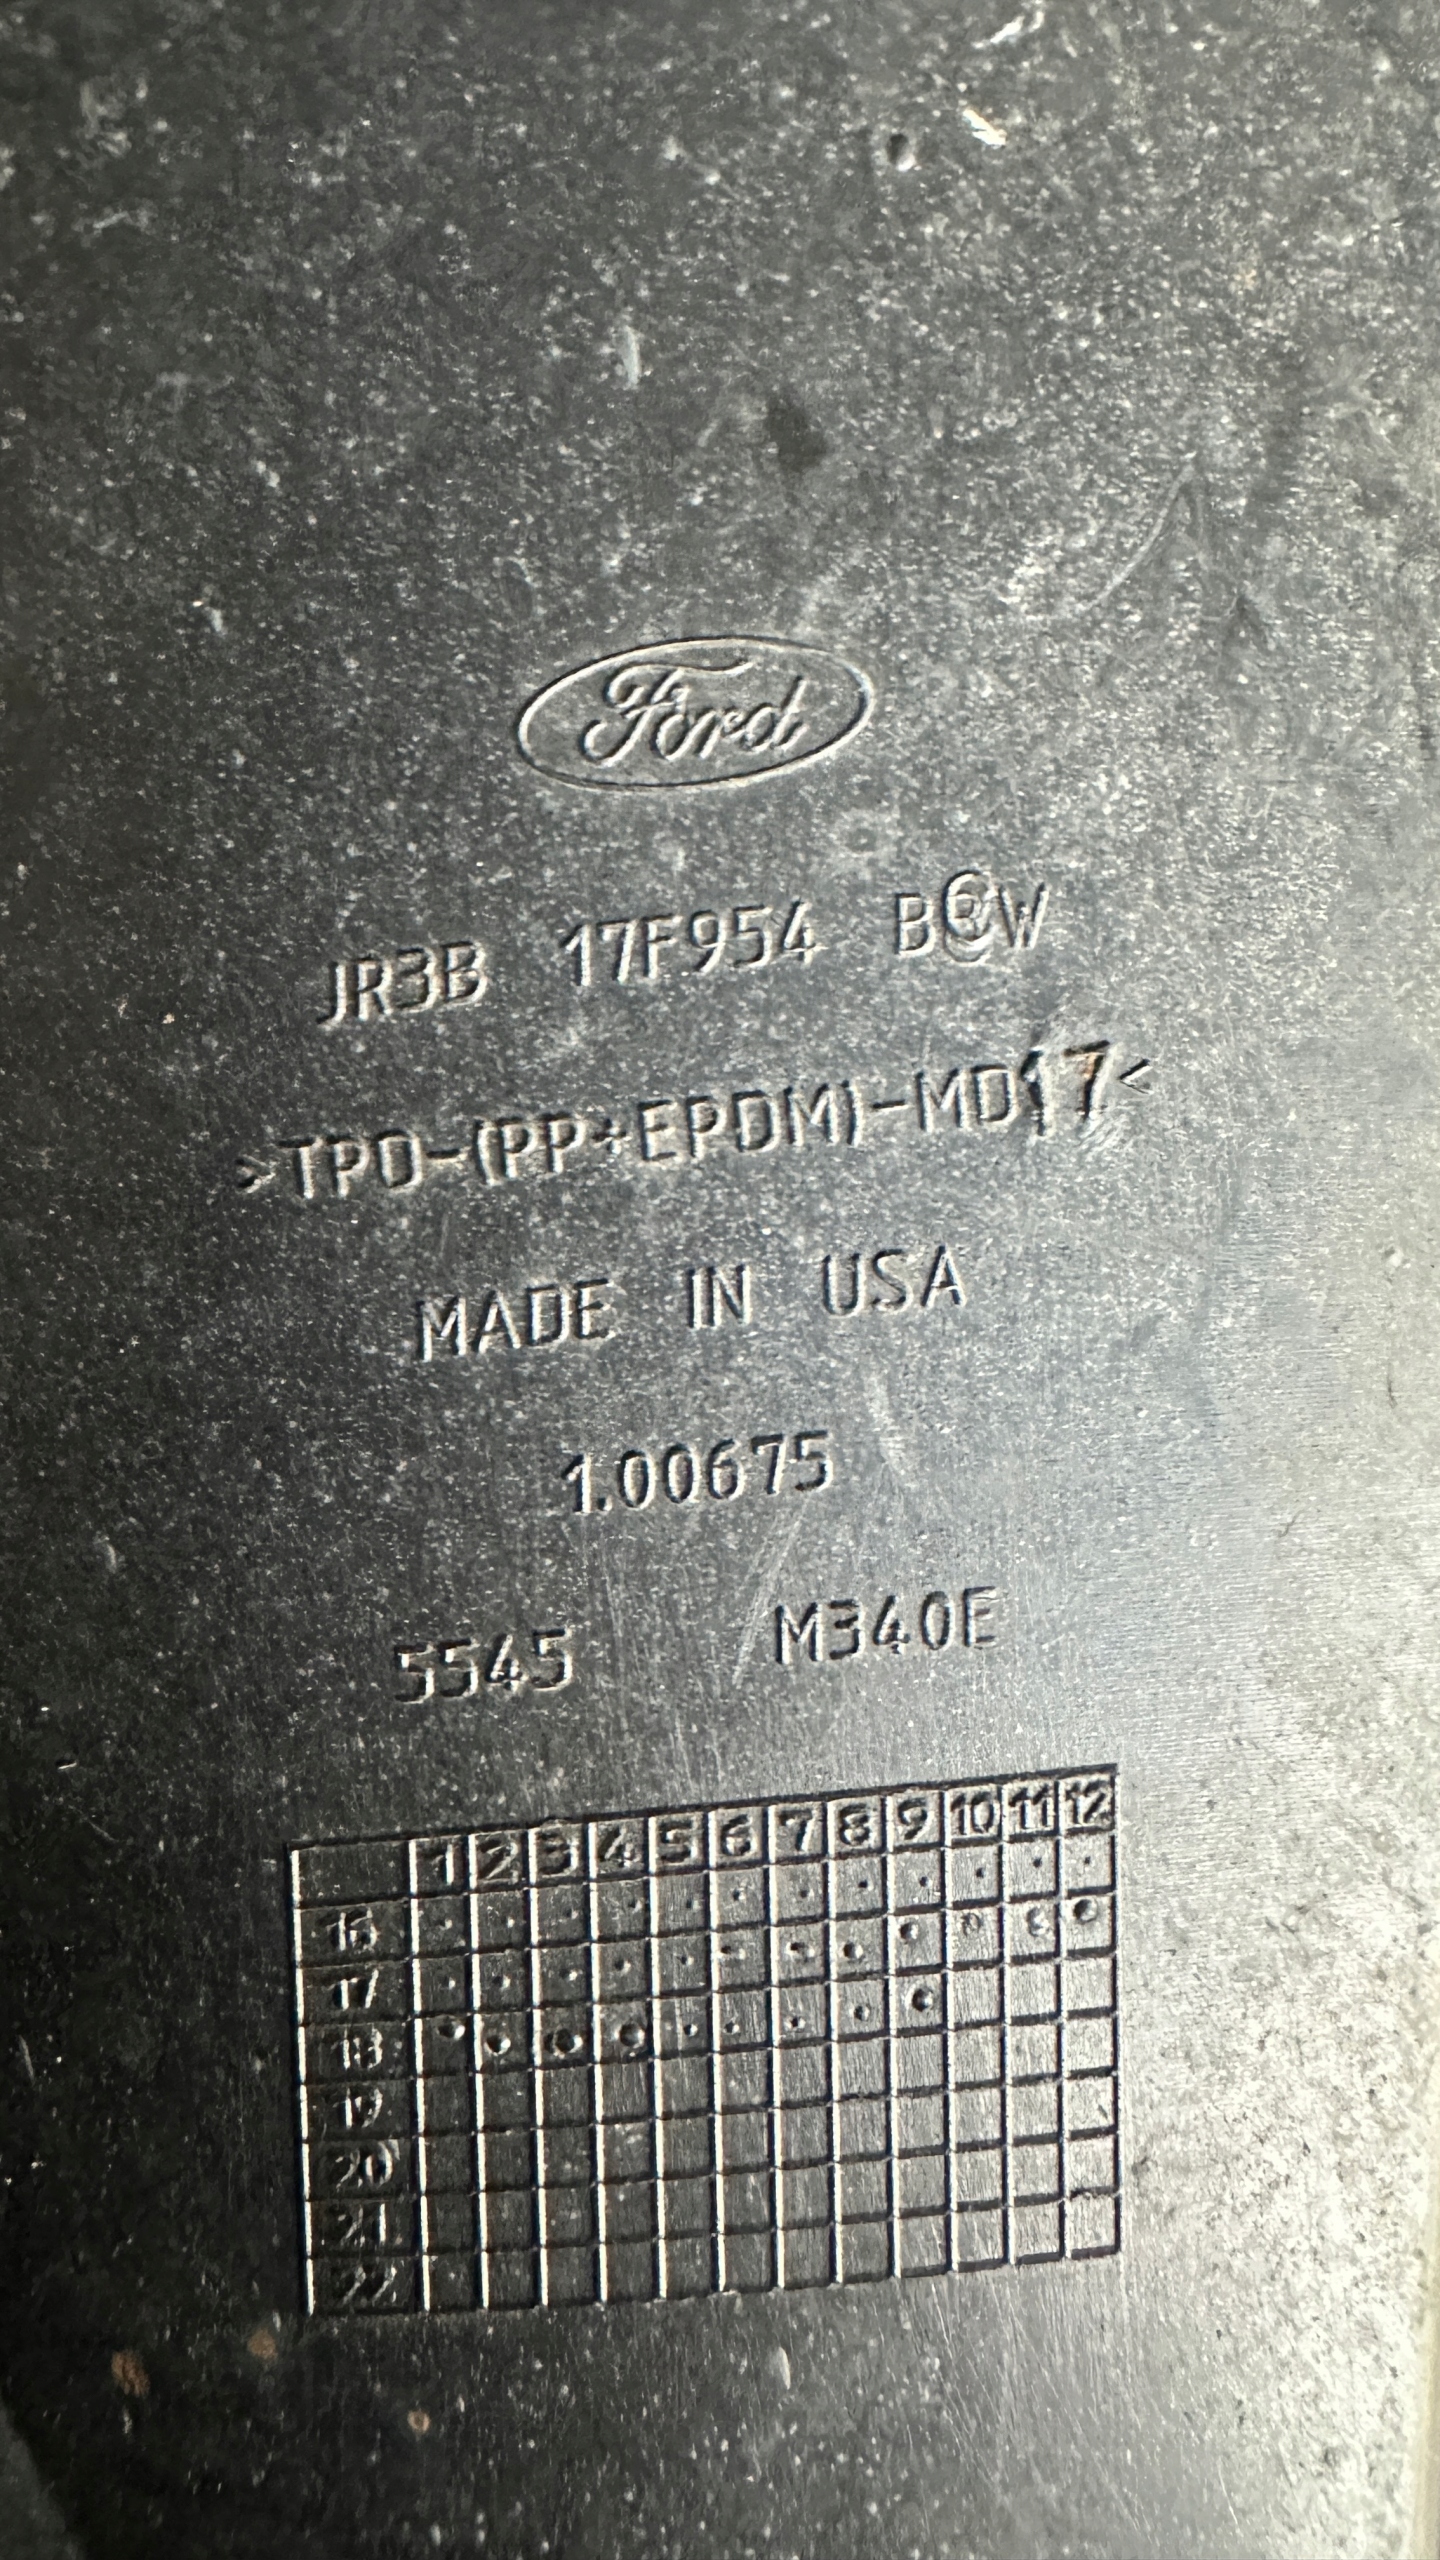 Ford
JR3B 17F954 BRW
>TPO-(PP+EPDM)-MD17<
MADE IN USA
1.00675
5545 M340E
1 2 3 4 5 6 7 8 9 10 11 12
16
17
18
19
20
21
22